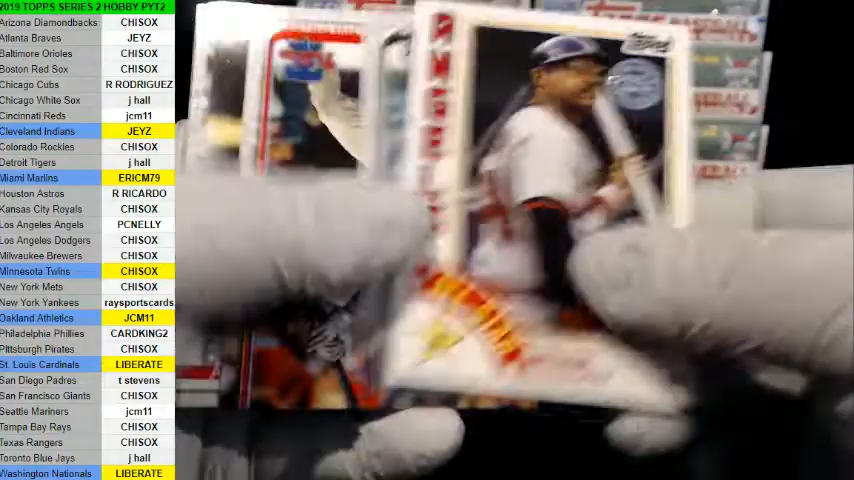 2019 TOPPS SERIES 2 HOBBY PYT2
Arizona Diamondbacks CHISOX
Atlanta Braves JEYZ
Baltimore Orioles CHISOX
Boston Red Sox CHISOX
Chicago Cubs R RODRIGUEZ
Chicago White Sox j hall
Cincinnati Reds jcm11
Cleveland Indians JEYZ
Colorado Rockies CHISOX
Detroit Tigers j hall
Miami Marlins ERICM79
Houston Astros R RICARDO
Kansas City Royals CHISOX
Los Angeles Angels PCNELLY
Los Angeles Dodgers CHISOX
Milwaukee Brewers CHISOX
Minnesota Twins CHISOX
New York Mets CHISOX
New York Yankees raysportscards
Oakland Athletics JCM11
Philadelphia Phillies CARDKING2
Pittsburgh Pirates CHISOX
St. Louis Cardinals LIBERATE
San Diego Padres t stevens
San Francisco Giants CHISOX
Seattle Mariners jcm11
Tampa Bay Rays CHISOX
Texas Rangers CHISOX
Toronto Blue Jays j hall
Washington Nationals LIBERATE
topps